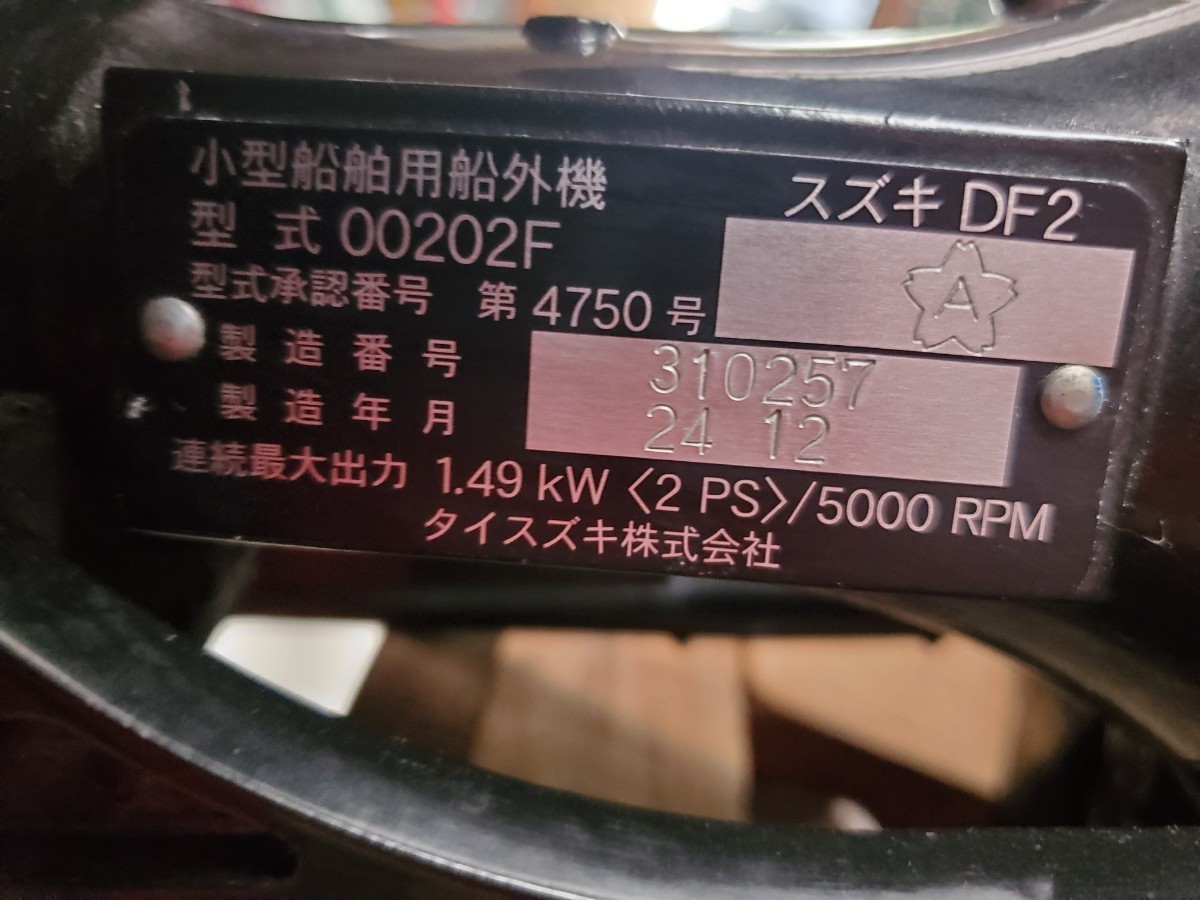 小型船舶用船外機 スズキ DF2
型 式 00202F
A
型式承認番号 第 4750 号
製 造 番 号 310257
製 造 年 月 24 12
連続最大出力 1.49 kW 〈2 PS〉/5000 RPM
タイスズキ株式会社